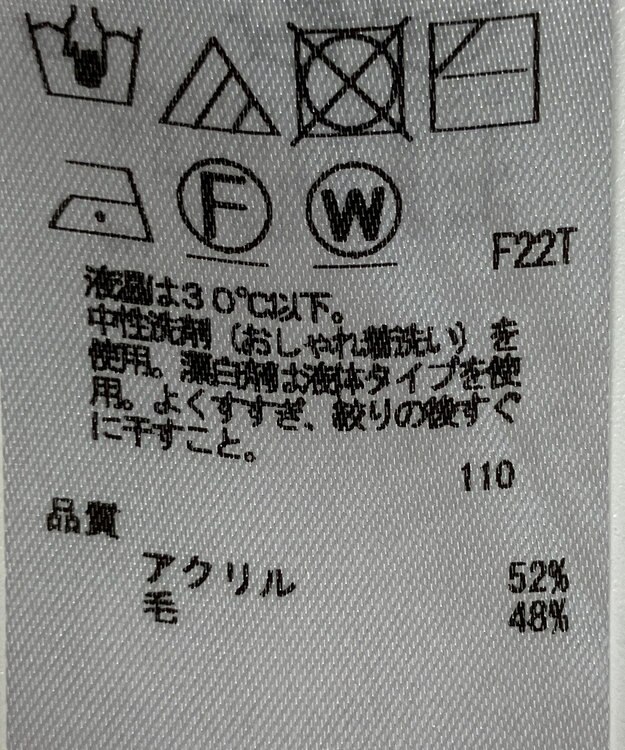 F W
F22T
液温は30℃以下。
中性洗剤（おしゃれ着洗い）を
使用。漂白剤は液体タイプを使
用。よくすすぎ、絞りの後すぐ
に干すこと。
110
品質
アクリル 52%
毛 48%